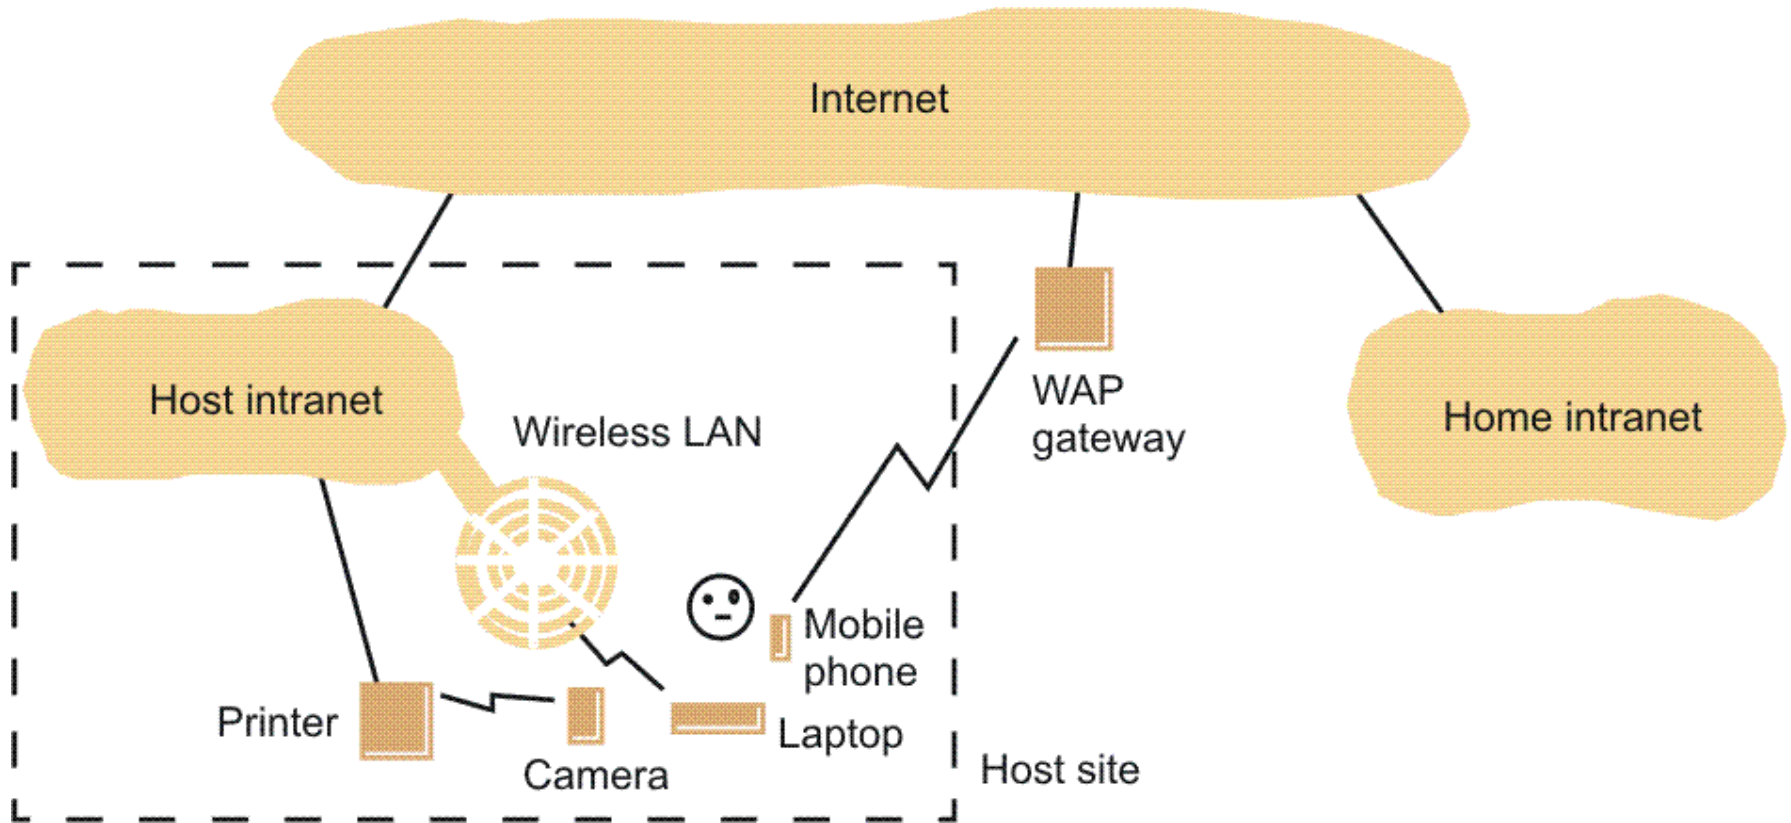 Internet
Host intranet
Wireless LAN
WAP
gateway
Home intranet
Mobile
phone
Printer
Laptop
Camera
Host site